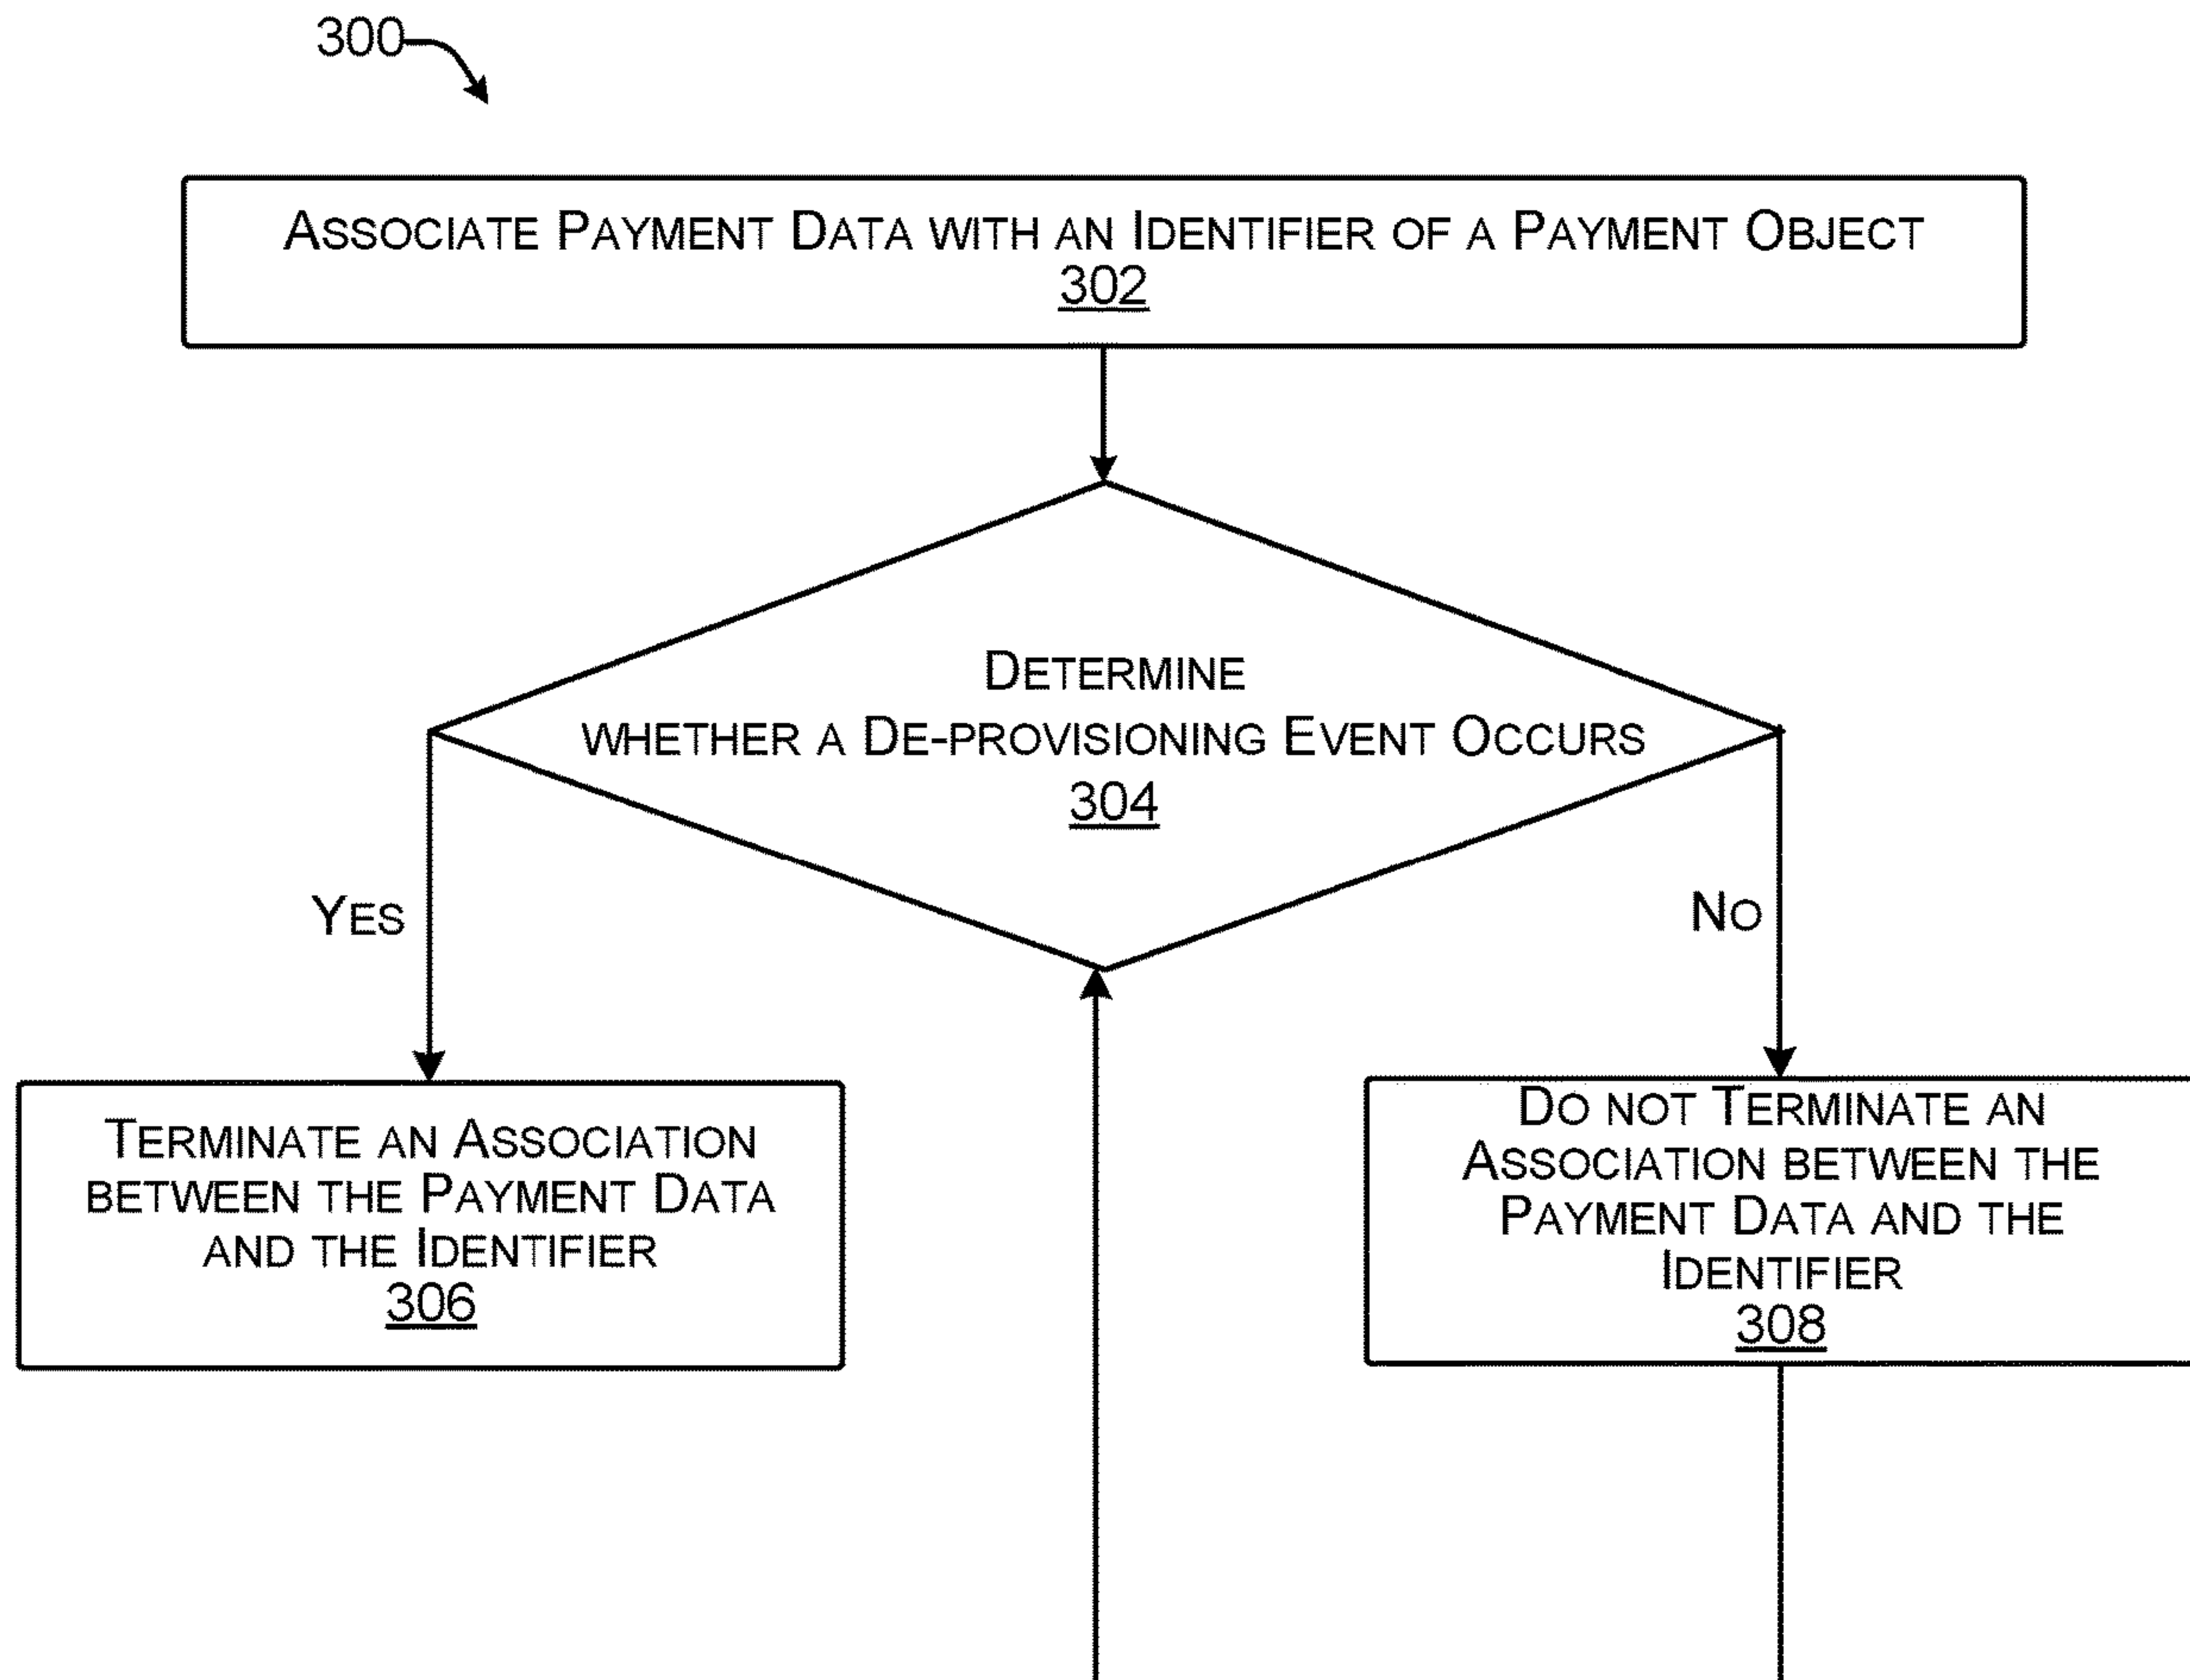 300
Associate Payment Data with an Identifier of a Payment Object
302
Determine
whether a De-provisioning Event Occurs
304
Yes
No
Terminate an Association
between the Payment Data
and the Identifier
306
Do not Terminate an
Association between the
Payment Data and the
Identifier
308